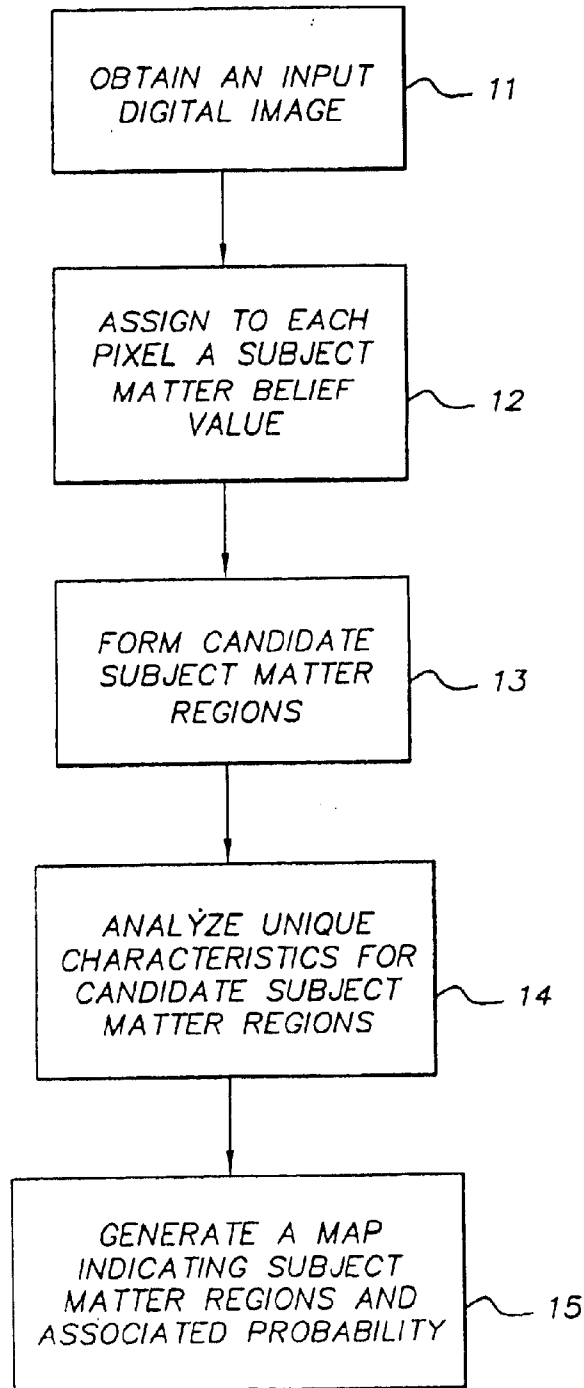 OBTAIN AN INPUT
DIGITAL IMAGE
11
ASSIGN TO EACH
PIXEL A SUBJECT
MATTER BELIEF
VALUE
12
FORM CANDIDATE
SUBJECT MATTER
REGIONS
13
ANALYZE UNIQUE
CHARACTERISTICS FOR
CANDIDATE SUBJECT
MATTER REGIONS
14
GENERATE A MAP
INDICATING SUBJECT
MATTER REGIONS AND
ASSOCIATED PROBABILITY
15